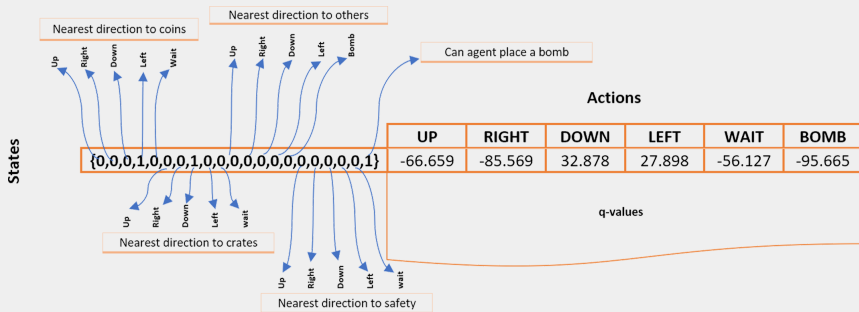 Nearest direction to coins
Nearest direction to others
Up
Right
Down
Left
Wait
Up
Right
Down
Left
Bomb
Can agent place a bomb
Actions
States
UP RIGHT DOWN LEFT WAIT BOMB
{0,0,0,1,0,0,0,1,0,0,0,0,0,0,0,0,0,0,0,0,1} -66.659 -85.569 32.878 27.898 -56.127 -95.665
Up
Right
Down
Left
wait
q-values
Nearest direction to crates
Up
Right
Down
Left
wait
Nearest direction to safety